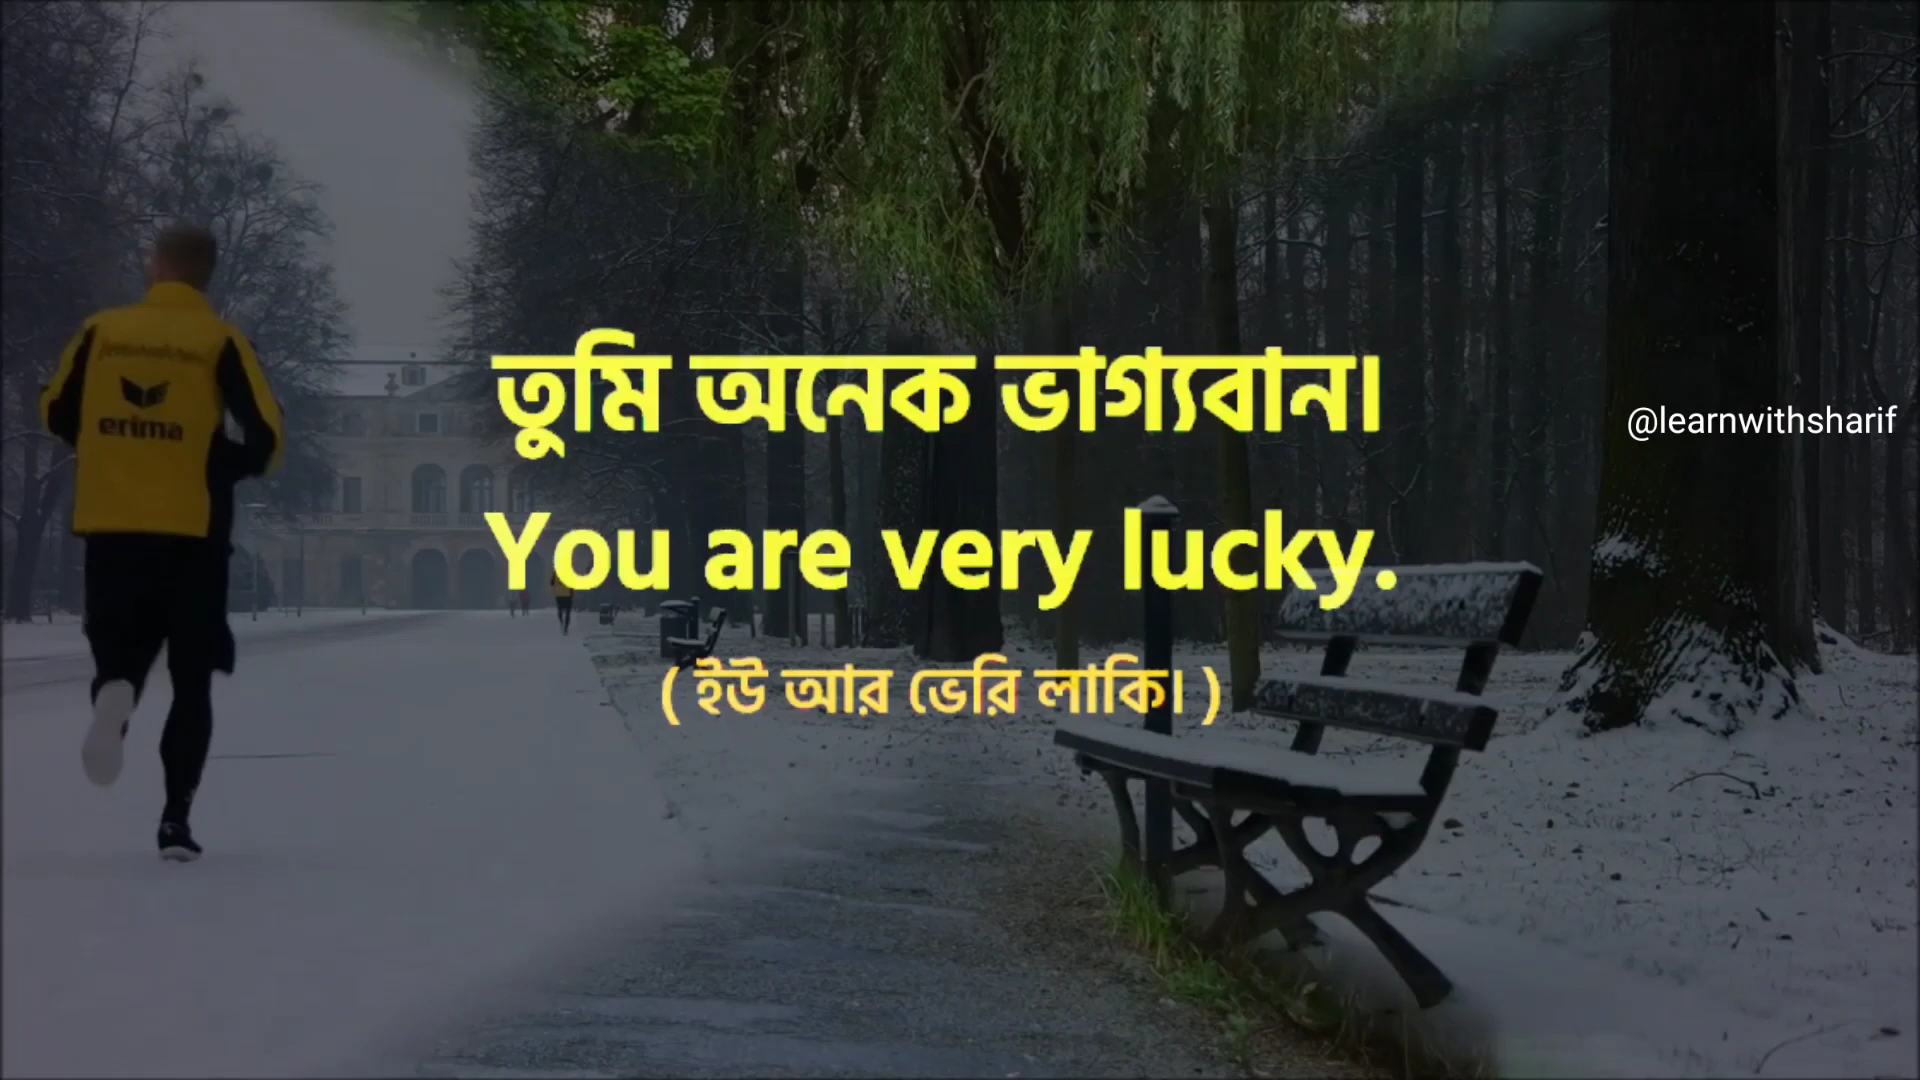 তুমি অনেক ভাগ্যবান।
@learnwithsharif
erima
You are very lucky.
( ইউ আর ভেরি লাকি। )